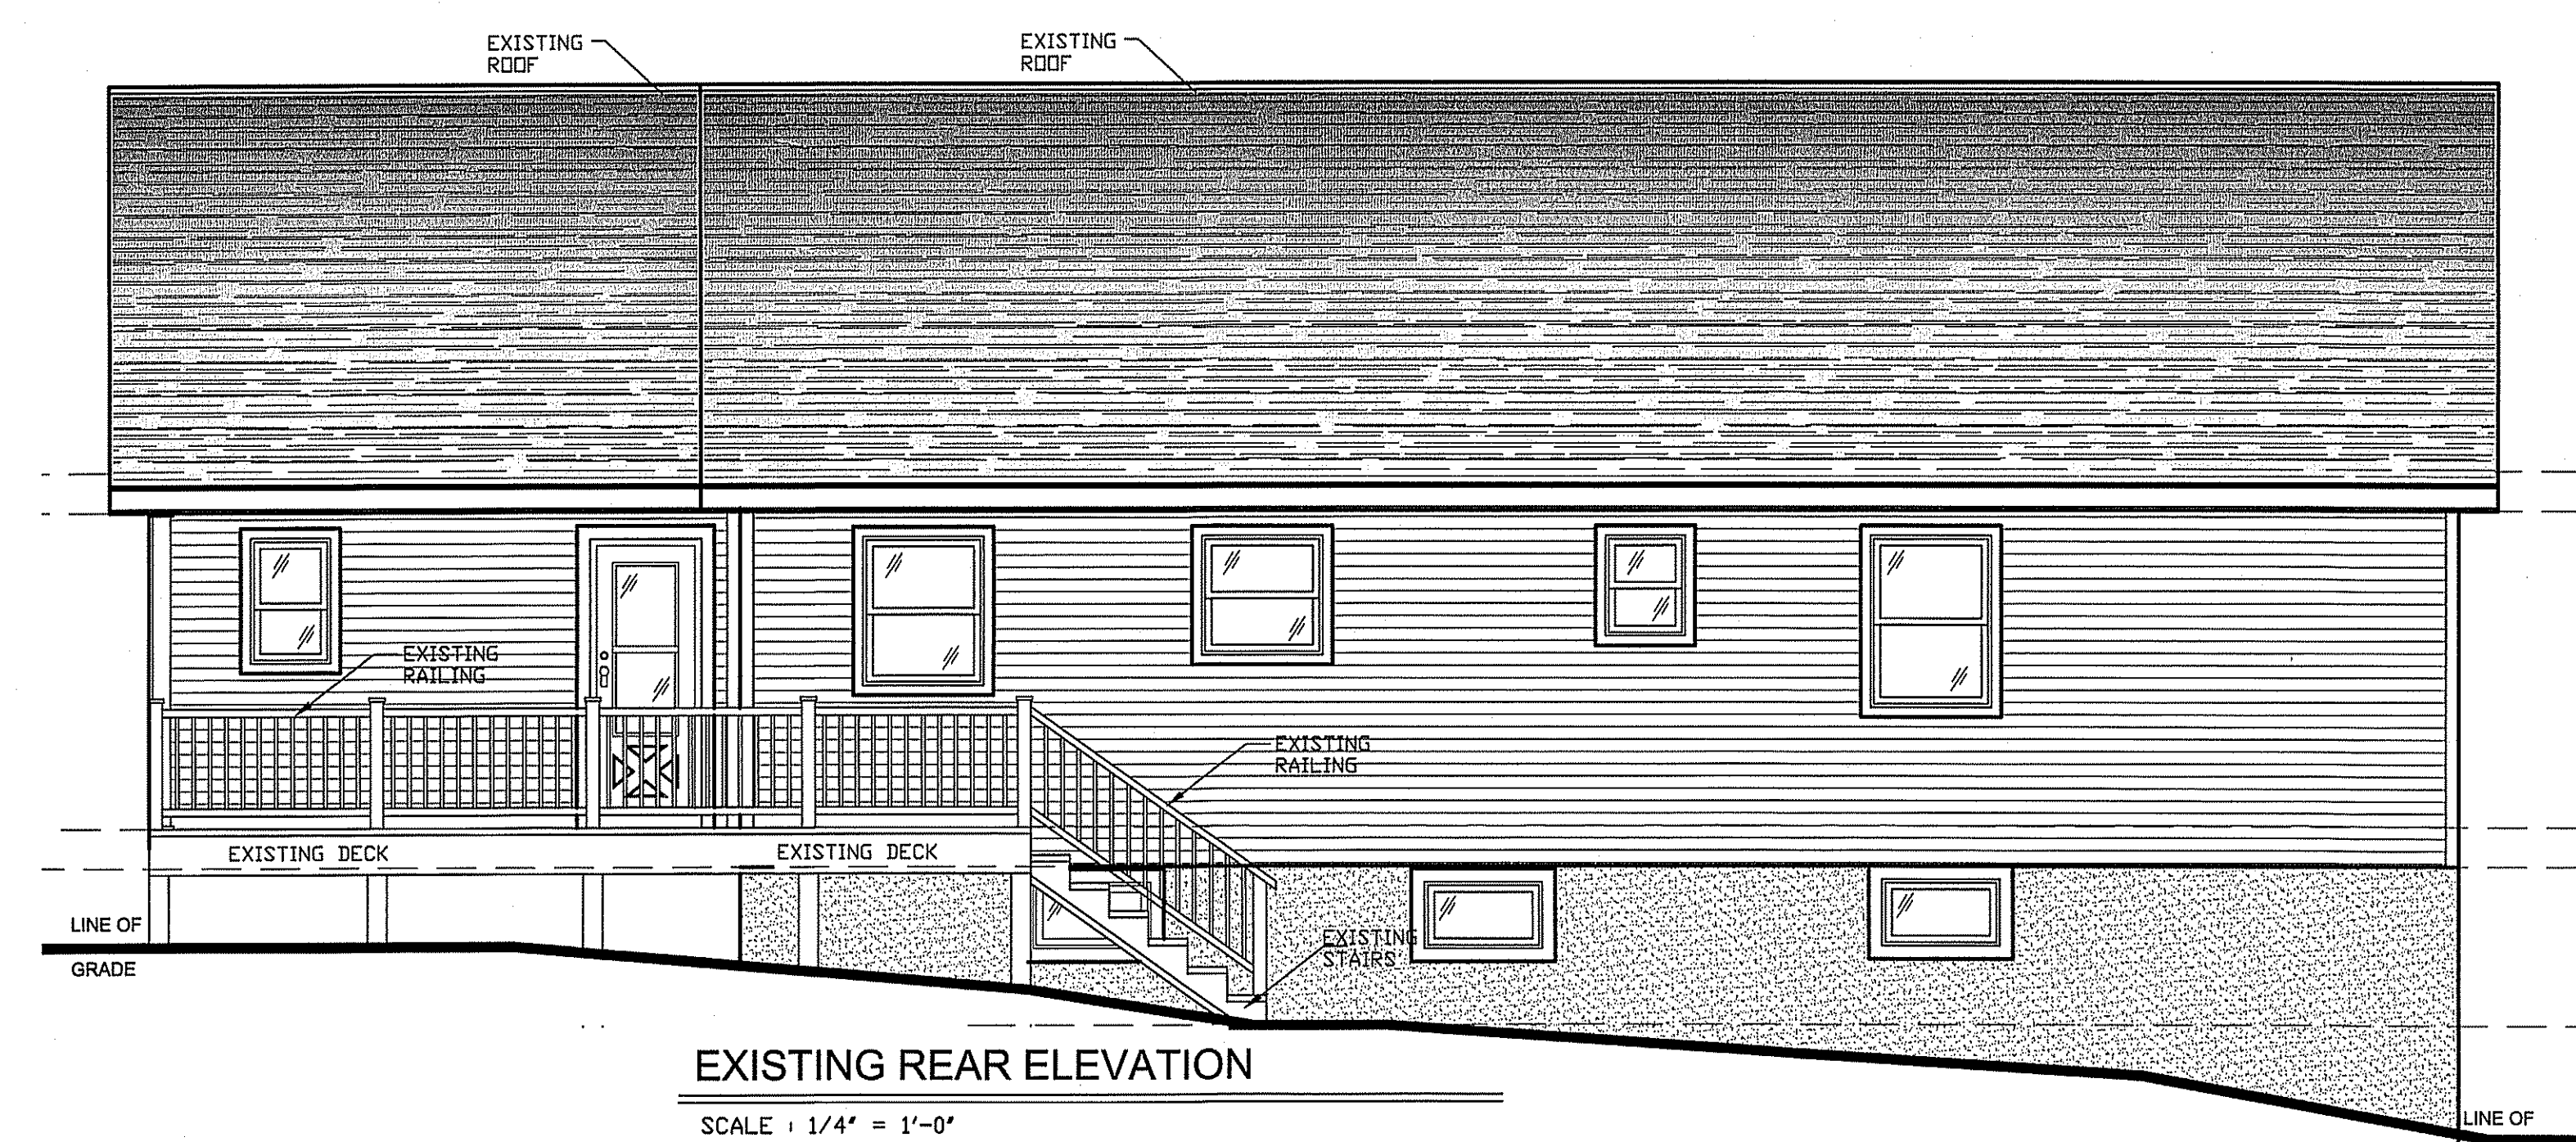 EXISTING
ROOF
EXISTING
ROOF
EXISTING
RAILING
EXISTING
RAILING
EXISTING DECK
EXISTING DECK
LINE OF
GRADE
EXISTING
STAIRS
EXISTING REAR ELEVATION
SCALE : 1/4" = 1'-0"
LINE OF